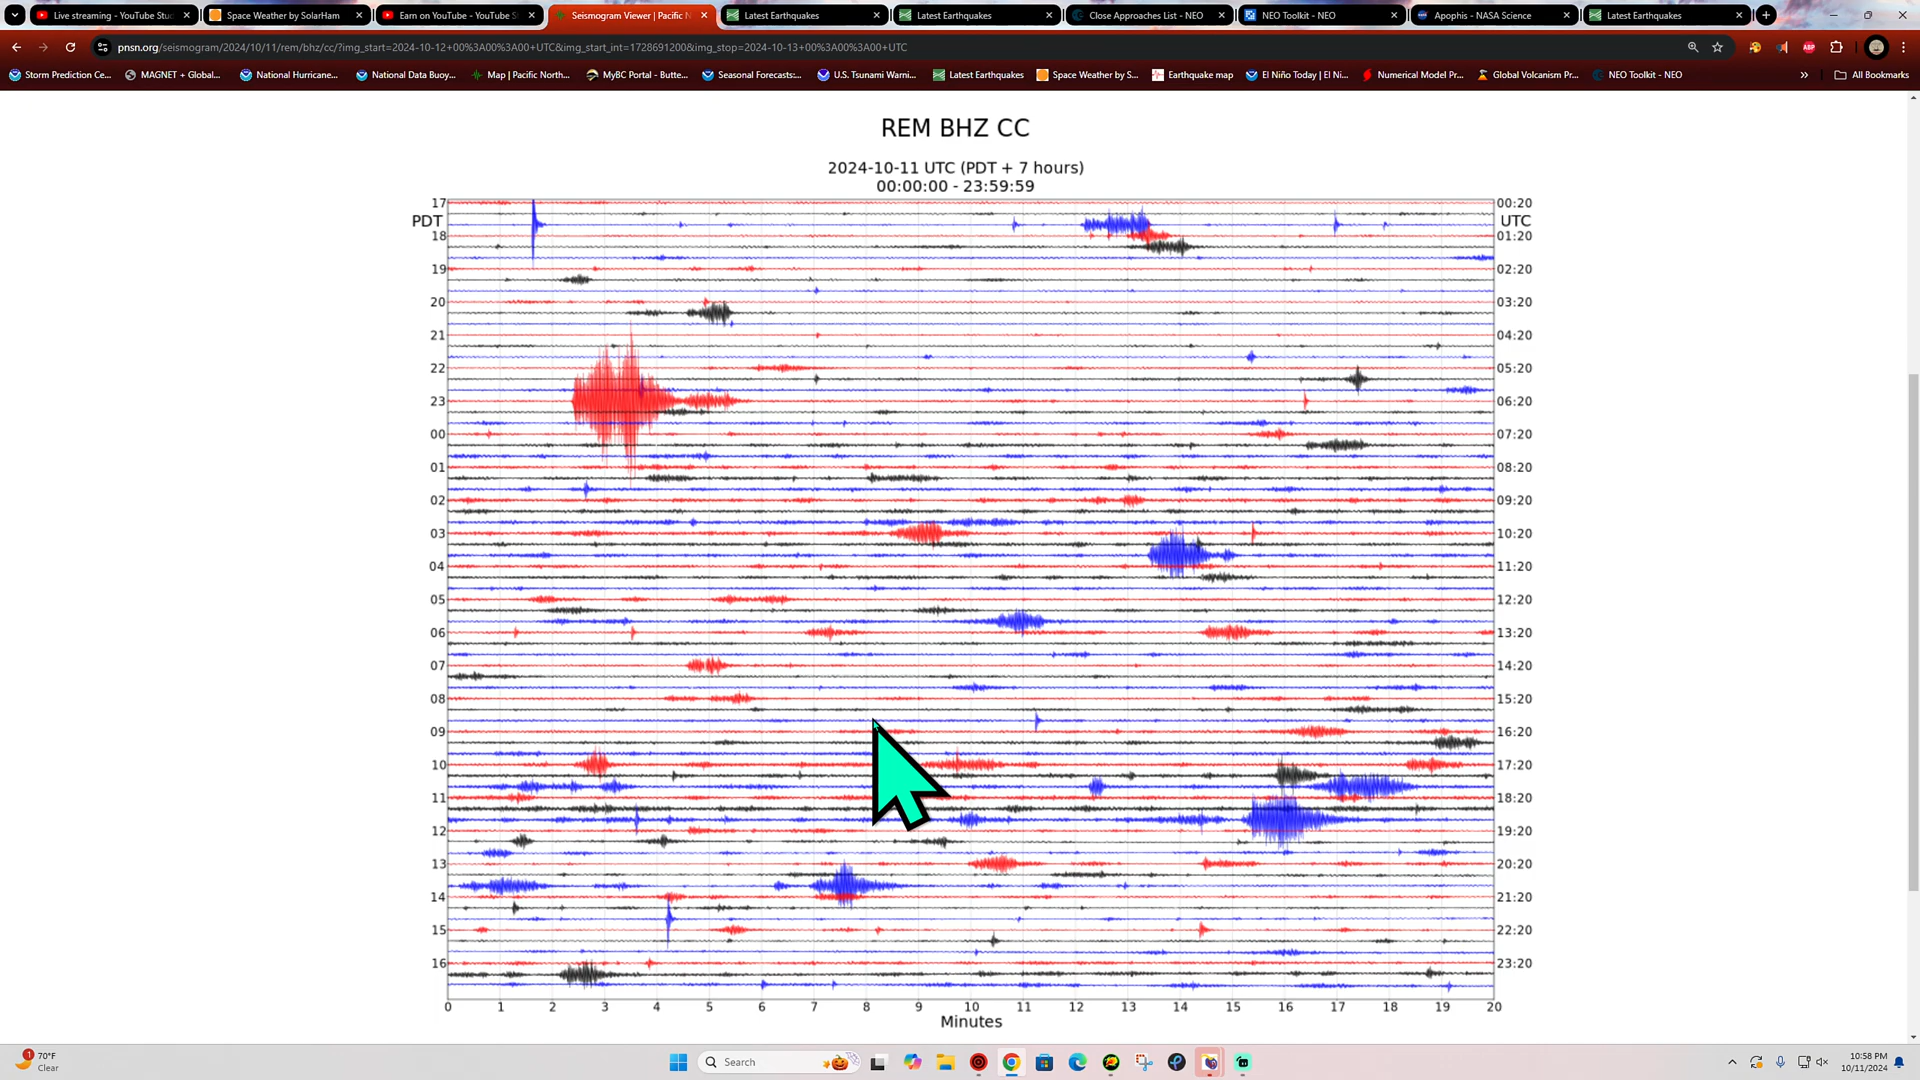 Live streaming - YouTube Stu
Space Weather by SolarHam
Earn on YouTube - YouTube S
Seismogram Viewer | Pacific N
Latest Earthquakes
Latest Earthquakes
Close Approaches List - NEO
NEO Toolkit - NEO
Apophis - NASA Science
Latest Earthquakes
pnsn.org/seismogram/2024/10/11/rem/bhz/cc/?img_start=2024-10-12+00%3A00%3A00+UTC&img_start_int=1728691200&img_stop=2024-10-13+00%3A00%3A00+UTC
ABP
Storm Prediction Ce...
MAGNET + Global...
National Hurricane...
National Data Buoy...
Map | Pacific North...
MyBC Portal - Butte...
Seasonal Forecasts:...
U.S. Tsunami Warni...
Latest Earthquakes
Space Weather by S...
Earthquake map
El Niño Today | El Ni...
Numerical Model Pr...
Global Volcanism Pr...
NEO Toolkit - NEO
All Bookmarks
REM BHZ CC
2024-10-11 UTC (PDT + 7 hours)
00:00:00 - 23:59:59
17 00:20
PDT UTC
18 01:20
19 02:20
20 03:20
21 04:20
22 05:20
23 06:20
00 07:20
01 08:20
02 09:20
03 10:20
04 11:20
05 12:20
06 13:20
07 14:20
08 15:20
09 16:20
10 17:20
11 18:20
12 19:20
13 20:20
14 21:20
15 22:20
16 23:20
0 1 2 3 4 5 6 7 8 9 10 11 12 13 14 15 16 17 18 19 20
Minutes
1
70°F
Clear
Search
10:58 PM
10/11/2024